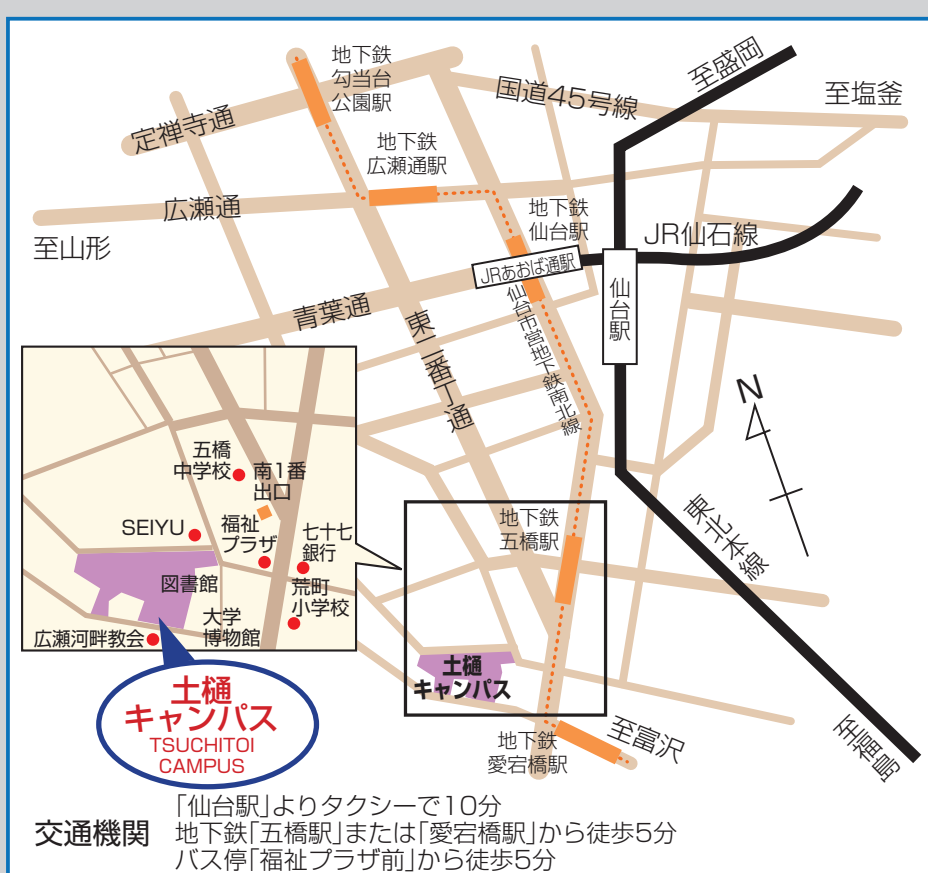 地下鉄
勾当台
公園駅
定禅寺通
国道45号線
至盛岡
至塩釜
地下鉄
広瀬通駅
広瀬通
至山形
地下鉄
仙台駅
JR仙石線
JRあおば通駅
仙台駅
青葉通
東二番丁通
仙台市営地下鉄南北線
N
五橋
中学校
南1番
出口
SEIYU
福祉
プラザ
七十七
銀行
図書館
荒町
小学校
大学
博物館
広瀬河畔教会
地下鉄
五橋駅
東北本線
土樋
キャンパス
土樋
キャンパス
TSUCHITOI
CAMPUS
地下鉄
愛宕橋駅
至富沢
至福島
交通機関
「仙台駅」よりタクシーで10分
地下鉄「五橋駅」または「愛宕橋駅」から徒歩5分
バス停「福祉プラザ前」から徒歩5分